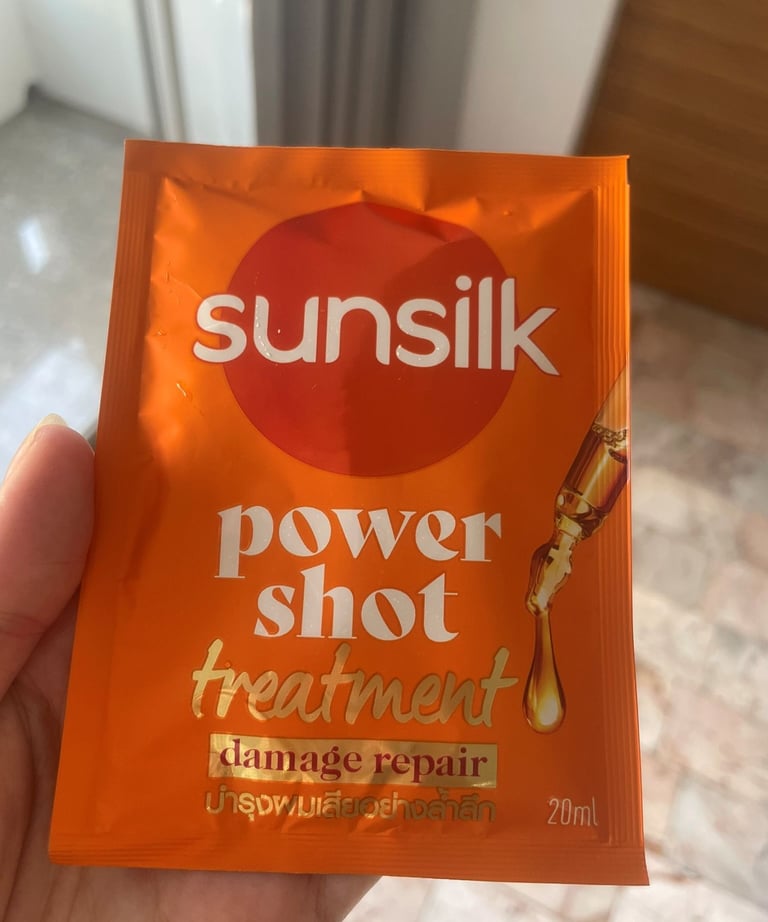 sunsilk
power
shot
treatment
damage repair
บำรุงผมเสียอย่างล้ำลึก
20ml